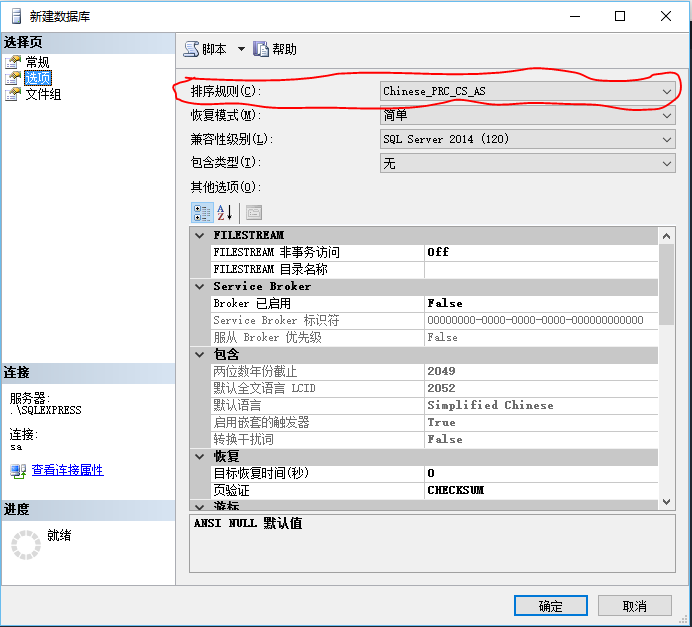 新建数据库
选择页
常规
选项
文件组
脚本 帮助
排序规则(C): Chinese_PRC_CS_AS
恢复模式(M): 简单
兼容性级别(L): SQL Server 2014 (120)
包含类型(T): 无
其他选项(O):
FILESTREAM
FILESTREAM 非事务访问 Off
FILESTREAM 目录名称
Service Broker
Broker 已启用 False
Service Broker 标识符 00000000-0000-0000-0000-000000000000
服从 Broker 优先级 False
包含
两位数年份截止 2049
默认全文语言 LCID 2052
默认语言 Simplified Chinese
启用嵌套的触发器 True
转换干扰词 False
恢复
目标恢复时间(秒) 0
页验证 CHECKSUM
游标
ANSI NULL 默认值
连接
服务器:
.\SQLEXPRESS
连接:
sa
查看连接属性
进度
就绪
确定 取消